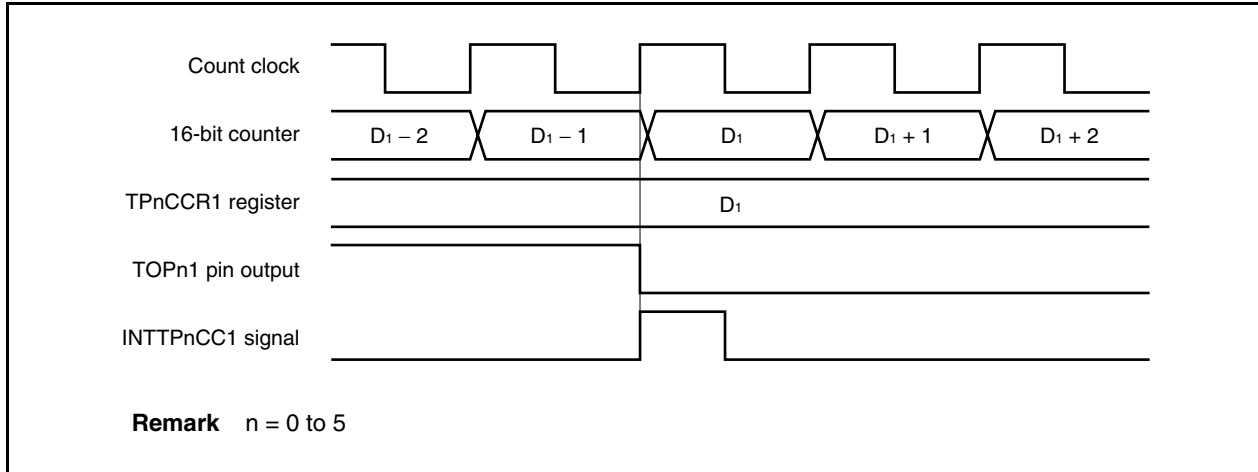 Count clock
16-bit counter D₁ − 2 D₁ − 1 D₁ D₁ + 1 D₁ + 2
TPnCCR1 register D₁
TOPn1 pin output
INTTPnCC1 signal
Remark n = 0 to 5